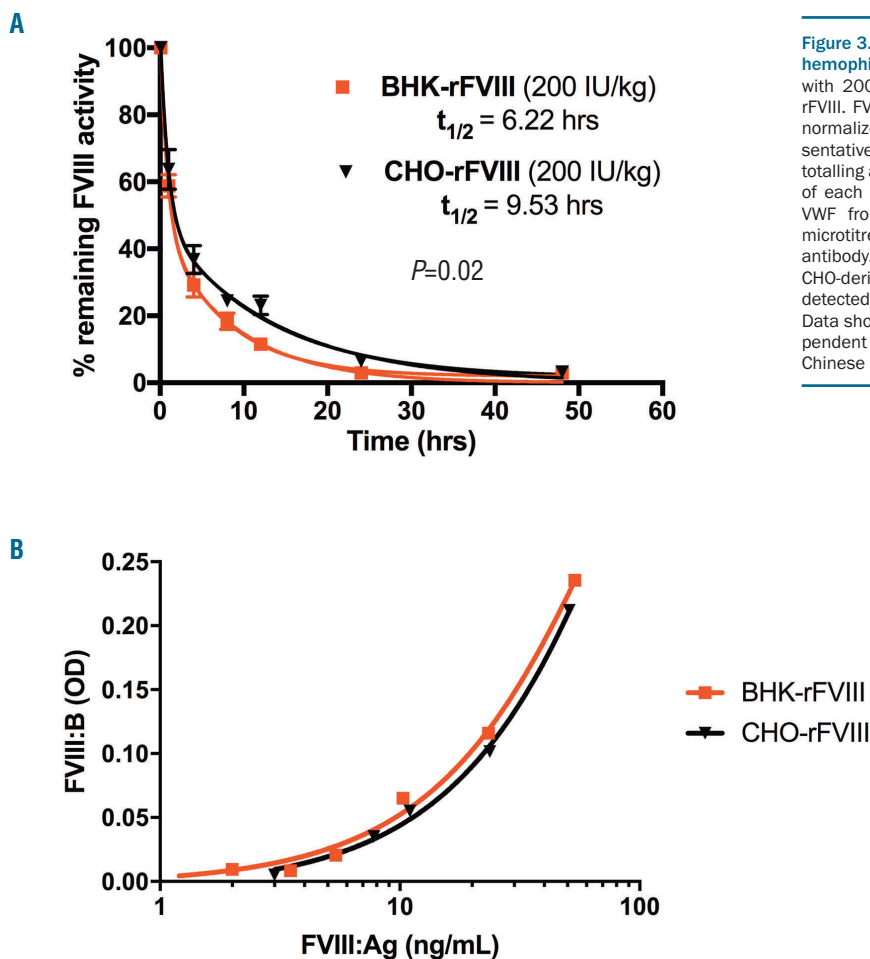 A
100
80
60
40
20
0
% remaining FVIII activity
BHK-rFVIII (200 IU/kg)
t1/2 = 6.22 hrs
CHO-rFVIII (200 IU/kg)
t1/2 = 9.53 hrs
P=0.02
0 10 20 30 40 50 60
Time (hrs)
Figure 3.
hemophi
with 200
rFVIII. FV
normalize
sentative
totalling a
of each
VWF fro
microtitre
antibody.
CHO-deri
detected
Data sho
pendent
Chinese
B
0.25
0.20
0.15
0.10
0.05
0.00
FVIII:B (OD)
1 10 100
FVIII:Ag (ng/mL)
BHK-rFVIII
CHO-rFVIII